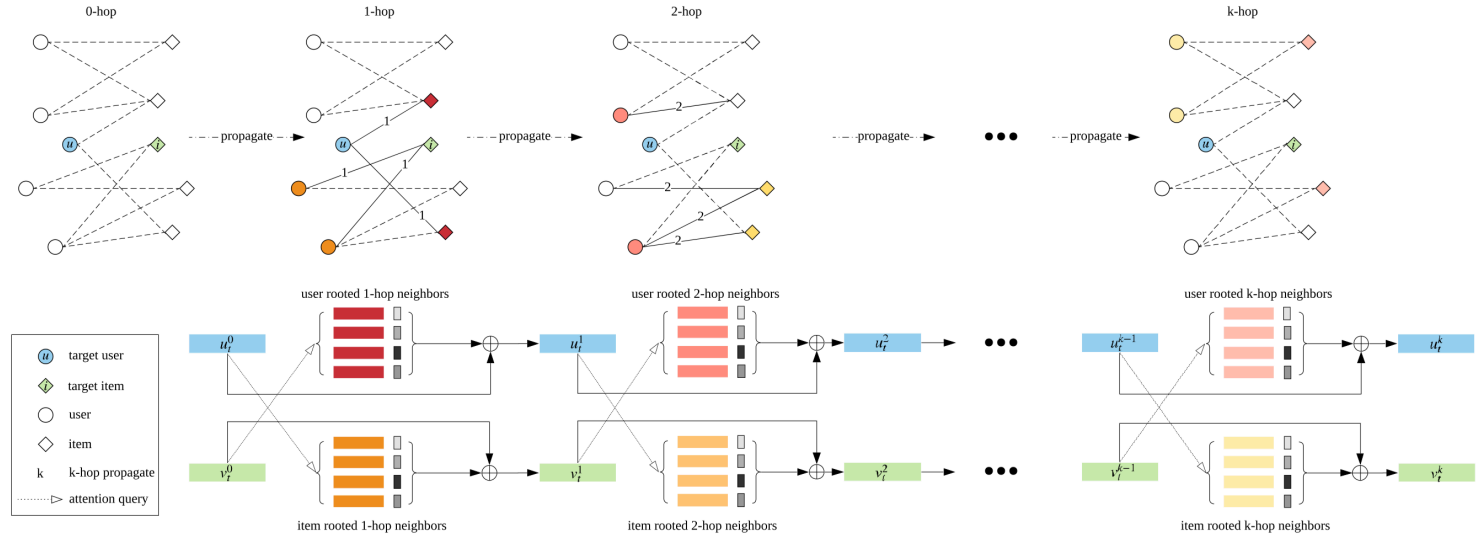 0-hop
1-hop
2-hop
k-hop
1
2
u
i
propagate
u
i
propagate
u
i
propagate
●●●
propagate
u
i
1
1
1
2
2
2
user rooted 1-hop neighbors
user rooted 2-hop neighbors
user rooted k-hop neighbors
u_t^0
u_t^1
u_t^2
●●●
u_t^{k-1}
u_t^k
u target user
i target item
user
item
k k-hop propagate
attention query
v_t^0
v_t^1
v_t^2
●●●
v_t^{k-1}
v_t^k
item rooted 1-hop neighbors
item rooted 2-hop neighbors
item rooted k-hop neighbors